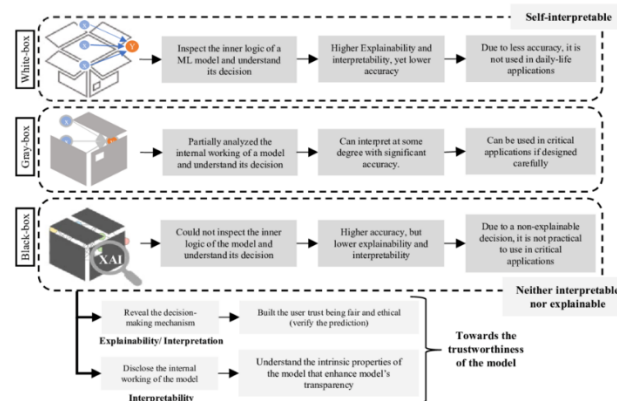 Self-interpretable
White-box
Inspect the inner logic of a
ML model and understand
its decision
Higher Explainability and
interpretability, yet lower
accuracy
Due to less accuracy, it is
not used in daily-life
applications
Gray-box
Partially analyzed the
internal working of a model
and understand its decision
Can interpret at some
degree with significant
accuracy.
Can be used in critical
applications if designed
carefully
Black-box
XAI
Could not inspect the inner
logic of the model and
understand its decision
Higher accuracy, but
lower explainability and
interpretability
Due to a non-explainable
decision, it is not practical
to use in critical
applications
Neither interpretable
nor explainable
Reveal the decision-
making mechanism
Built the user trust being fair and ethical
(verify the prediction)
Explainability/ Interpretation
Disclose the internal
working of the model
Understand the intrinsic properties of
the model that enhance model's
transparency
Interpretability
Towards the
trustworthiness
of the model